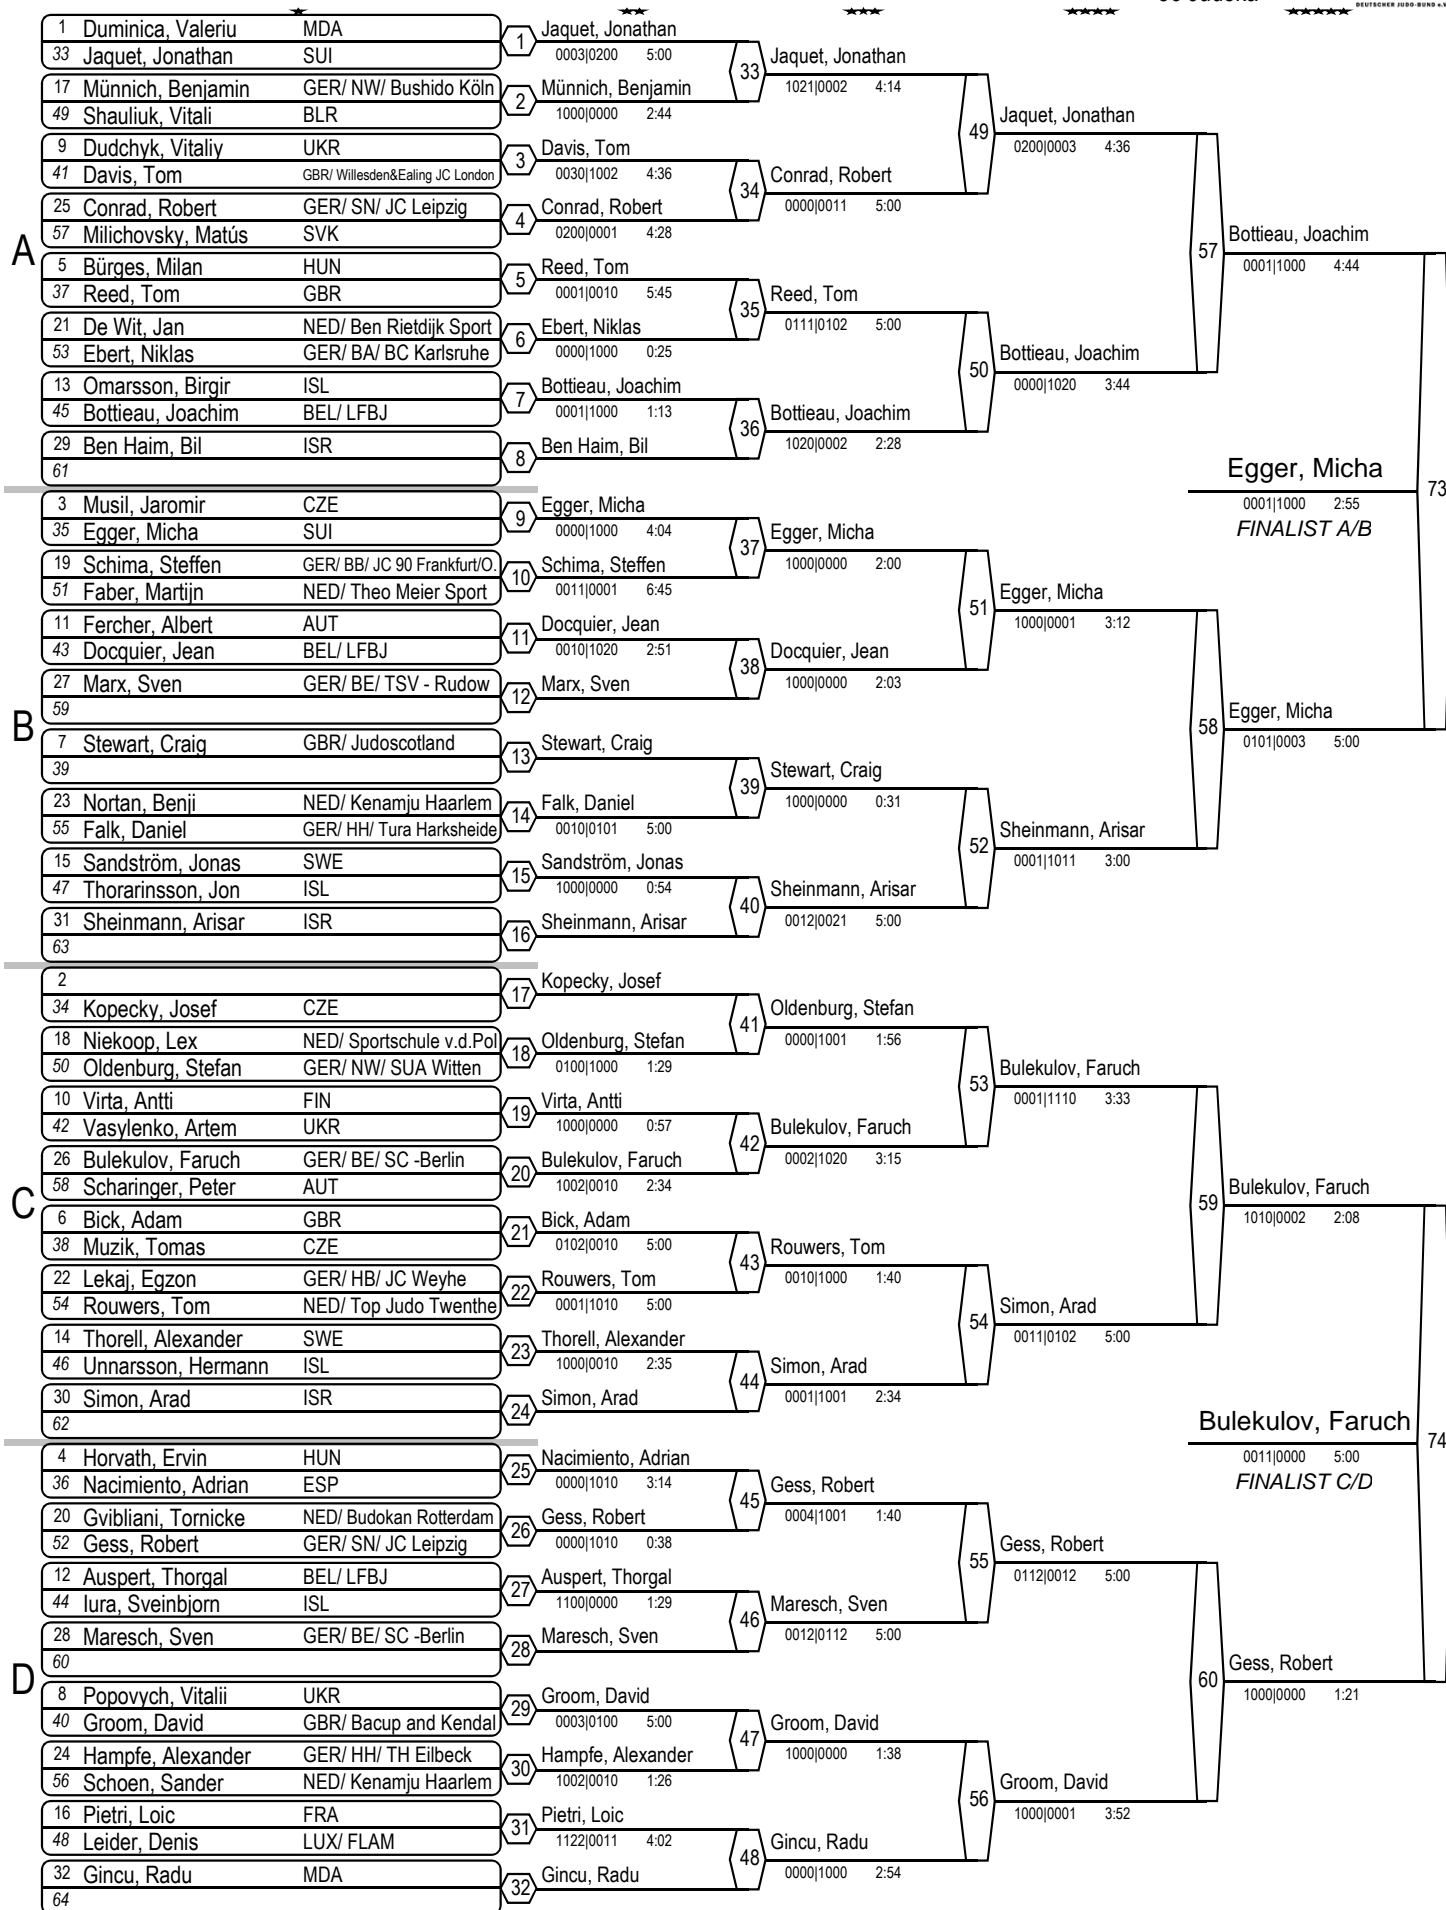 DEUTSCHER JUDO-BUND e.V
A
1 Duminica, Valeriu MDA
33 Jaquet, Jonathan SUI
17 Münnich, Benjamin GER/ NW/ Bushido Köln
49 Shauliuk, Vitali BLR
9 Dudchyk, Vitaliy UKR
41 Davis, Tom GBR/ Willesden&Ealing JC London
25 Conrad, Robert GER/ SN/ JC Leipzig
57 Milichovsky, Matús SVK
5 Bürges, Milan HUN
37 Reed, Tom GBR
21 De Wit, Jan NED/ Ben Rietdijk Sport
53 Ebert, Niklas GER/ BA/ BC Karlsruhe
13 Omarsson, Birgir ISL
45 Bottieau, Joachim BEL/ LFBJ
29 Ben Haim, Bil ISR
61
B
3 Musil, Jaromir CZE
35 Egger, Micha SUI
19 Schima, Steffen GER/ BB/ JC 90 Frankfurt/O.
51 Faber, Martijn NED/ Theo Meier Sport
11 Fercher, Albert AUT
43 Docquier, Jean BEL/ LFBJ
27 Marx, Sven GER/ BE/ TSV - Rudow
59
7 Stewart, Craig GBR/ Judoscotland
39
23 Nortan, Benji NED/ Kenamju Haarlem
55 Falk, Daniel GER/ HH/ Tura Harksheide
15 Sandström, Jonas SWE
47 Thorarinsson, Jon ISL
31 Sheinmann, Arisar ISR
63
C
2
34 Kopecky, Josef CZE
18 Niekoop, Lex NED/ Sportschule v.d.Pol
50 Oldenburg, Stefan GER/ NW/ SUA Witten
10 Virta, Antti FIN
42 Vasylenko, Artem UKR
26 Bulekulov, Faruch GER/ BE/ SC -Berlin
58 Scharinger, Peter AUT
6 Bick, Adam GBR
38 Muzik, Tomas CZE
22 Lekaj, Egzon GER/ HB/ JC Weyhe
54 Rouwers, Tom NED/ Top Judo Twenthe
14 Thorell, Alexander SWE
46 Unnarsson, Hermann ISL
30 Simon, Arad ISR
62
D
4 Horvath, Ervin HUN
36 Nacimiento, Adrian ESP
20 Gvibliani, Tornicke NED/ Budokan Rotterdam
52 Gess, Robert GER/ SN/ JC Leipzig
12 Auspert, Thorgal BEL/ LFBJ
44 Iura, Sveinbjorn ISL
28 Maresch, Sven GER/ BE/ SC -Berlin
60
8 Popovych, Vitalii UKR
40 Groom, David GBR/ Bacup and Kendal
24 Hampfe, Alexander GER/ HH/ TH Eilbeck
56 Schoen, Sander NED/ Kenamju Haarlem
16 Pietri, Loic FRA
48 Leider, Denis LUX/ FLAM
32 Gincu, Radu MDA
64
1 Jaquet, Jonathan
0003|0200 5:00
2 Münnich, Benjamin
1000|0000 2:44
3 Davis, Tom
0030|1002 4:36
4 Conrad, Robert
0200|0001 4:28
5 Reed, Tom
0001|0010 5:45
6 Ebert, Niklas
0000|1000 0:25
7 Bottieau, Joachim
0001|1000 1:13
8 Ben Haim, Bil
9 Egger, Micha
0000|1000 4:04
10 Schima, Steffen
0011|0001 6:45
11 Docquier, Jean
0010|1020 2:51
12 Marx, Sven
13 Stewart, Craig
14 Falk, Daniel
0010|0101 5:00
15 Sandström, Jonas
1000|0000 0:54
16 Sheinmann, Arisar
17 Kopecky, Josef
18 Oldenburg, Stefan
0100|1000 1:29
19 Virta, Antti
1000|0000 0:57
20 Bulekulov, Faruch
1002|0010 2:34
21 Bick, Adam
0102|0010 5:00
22 Rouwers, Tom
0001|1010 5:00
23 Thorell, Alexander
1000|0010 2:35
24 Simon, Arad
25 Nacimiento, Adrian
0000|1010 3:14
26 Gess, Robert
0000|1010 0:38
27 Auspert, Thorgal
1100|0000 1:29
28 Maresch, Sven
29 Groom, David
0003|0100 5:00
30 Hampfe, Alexander
1002|0010 1:26
31 Pietri, Loic
1122|0011 4:02
32 Gincu, Radu
33 Jaquet, Jonathan
1021|0002 4:14
34 Conrad, Robert
0000|0011 5:00
35 Reed, Tom
0111|0102 5:00
36 Bottieau, Joachim
1020|0002 2:28
37 Egger, Micha
1000|0000 2:00
38 Docquier, Jean
1000|0000 2:03
39 Stewart, Craig
1000|0000 0:31
40 Sheinmann, Arisar
0012|0021 5:00
41 Oldenburg, Stefan
0000|1001 1:56
42 Bulekulov, Faruch
0002|1020 3:15
43 Rouwers, Tom
0010|1000 1:40
44 Simon, Arad
0001|1001 2:34
45 Gess, Robert
0004|1001 1:40
46 Maresch, Sven
0012|0112 5:00
47 Groom, David
1000|0000 1:38
48 Gincu, Radu
0000|1000 2:54
49 Jaquet, Jonathan
0200|0003 4:36
50 Bottieau, Joachim
0000|1020 3:44
51 Egger, Micha
1000|0001 3:12
52 Sheinmann, Arisar
0001|1011 3:00
53 Bulekulov, Faruch
0001|1110 3:33
54 Simon, Arad
0011|0102 5:00
55 Gess, Robert
0112|0012 5:00
56 Groom, David
1000|0001 3:52
57 Bottieau, Joachim
0001|1000 4:44
58 Egger, Micha
0101|0003 5:00
59 Bulekulov, Faruch
1010|0002 2:08
60 Gess, Robert
1000|0000 1:21
Egger, Micha 73
0001|1000 2:55
FINALIST A/B
Bulekulov, Faruch 74
0011|0000 5:00
FINALIST C/D